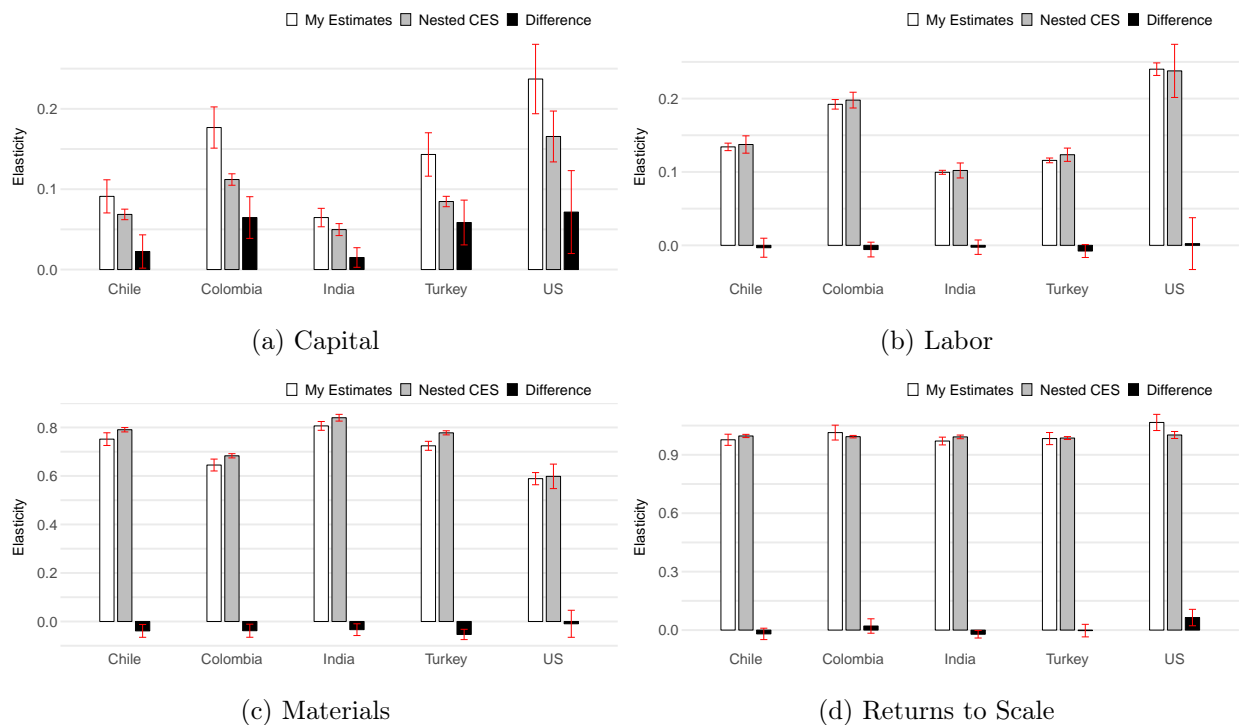 My Estimates Nested CES Difference
Elasticity
0.2
0.1
0.0
Chile Colombia India Turkey US
(a) Capital
My Estimates Nested CES Difference
Elasticity
0.2
0.1
0.0
Chile Colombia India Turkey US
(b) Labor
My Estimates Nested CES Difference
Elasticity
0.8
0.6
0.4
0.2
0.0
Chile Colombia India Turkey US
(c) Materials
My Estimates Nested CES Difference
Elasticity
0.9
0.6
0.3
0.0
Chile Colombia India Turkey US
(d) Returns to Scale